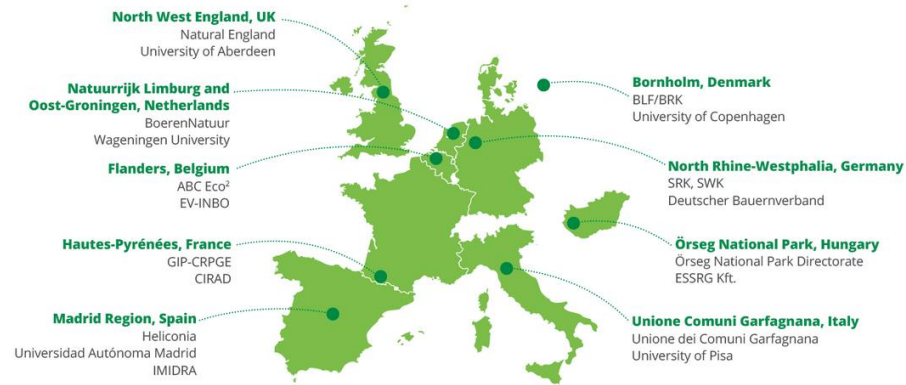 North West England, UK
Natural England
University of Aberdeen
Natuurrijk Limburg and
Oost-Groningen, Netherlands
BoerenNatuur
Wageningen University
Flanders, Belgium
ABC Eco²
EV-INBO
Hautes-Pyrénées, France
GIP-CRPGE
CIRAD
Madrid Region, Spain
Heliconia
Universidad Autónoma Madrid
IMIDRA
Bornholm, Denmark
BLF/BRK
University of Copenhagen
North Rhine-Westphalia, Germany
SRK, SWK
Deutscher Bauernverband
Örseg National Park, Hungary
Örseg National Park Directorate
ESSRG Kft.
Unione Comuni Garfagnana, Italy
Unione dei Comuni Garfagnana
University of Pisa